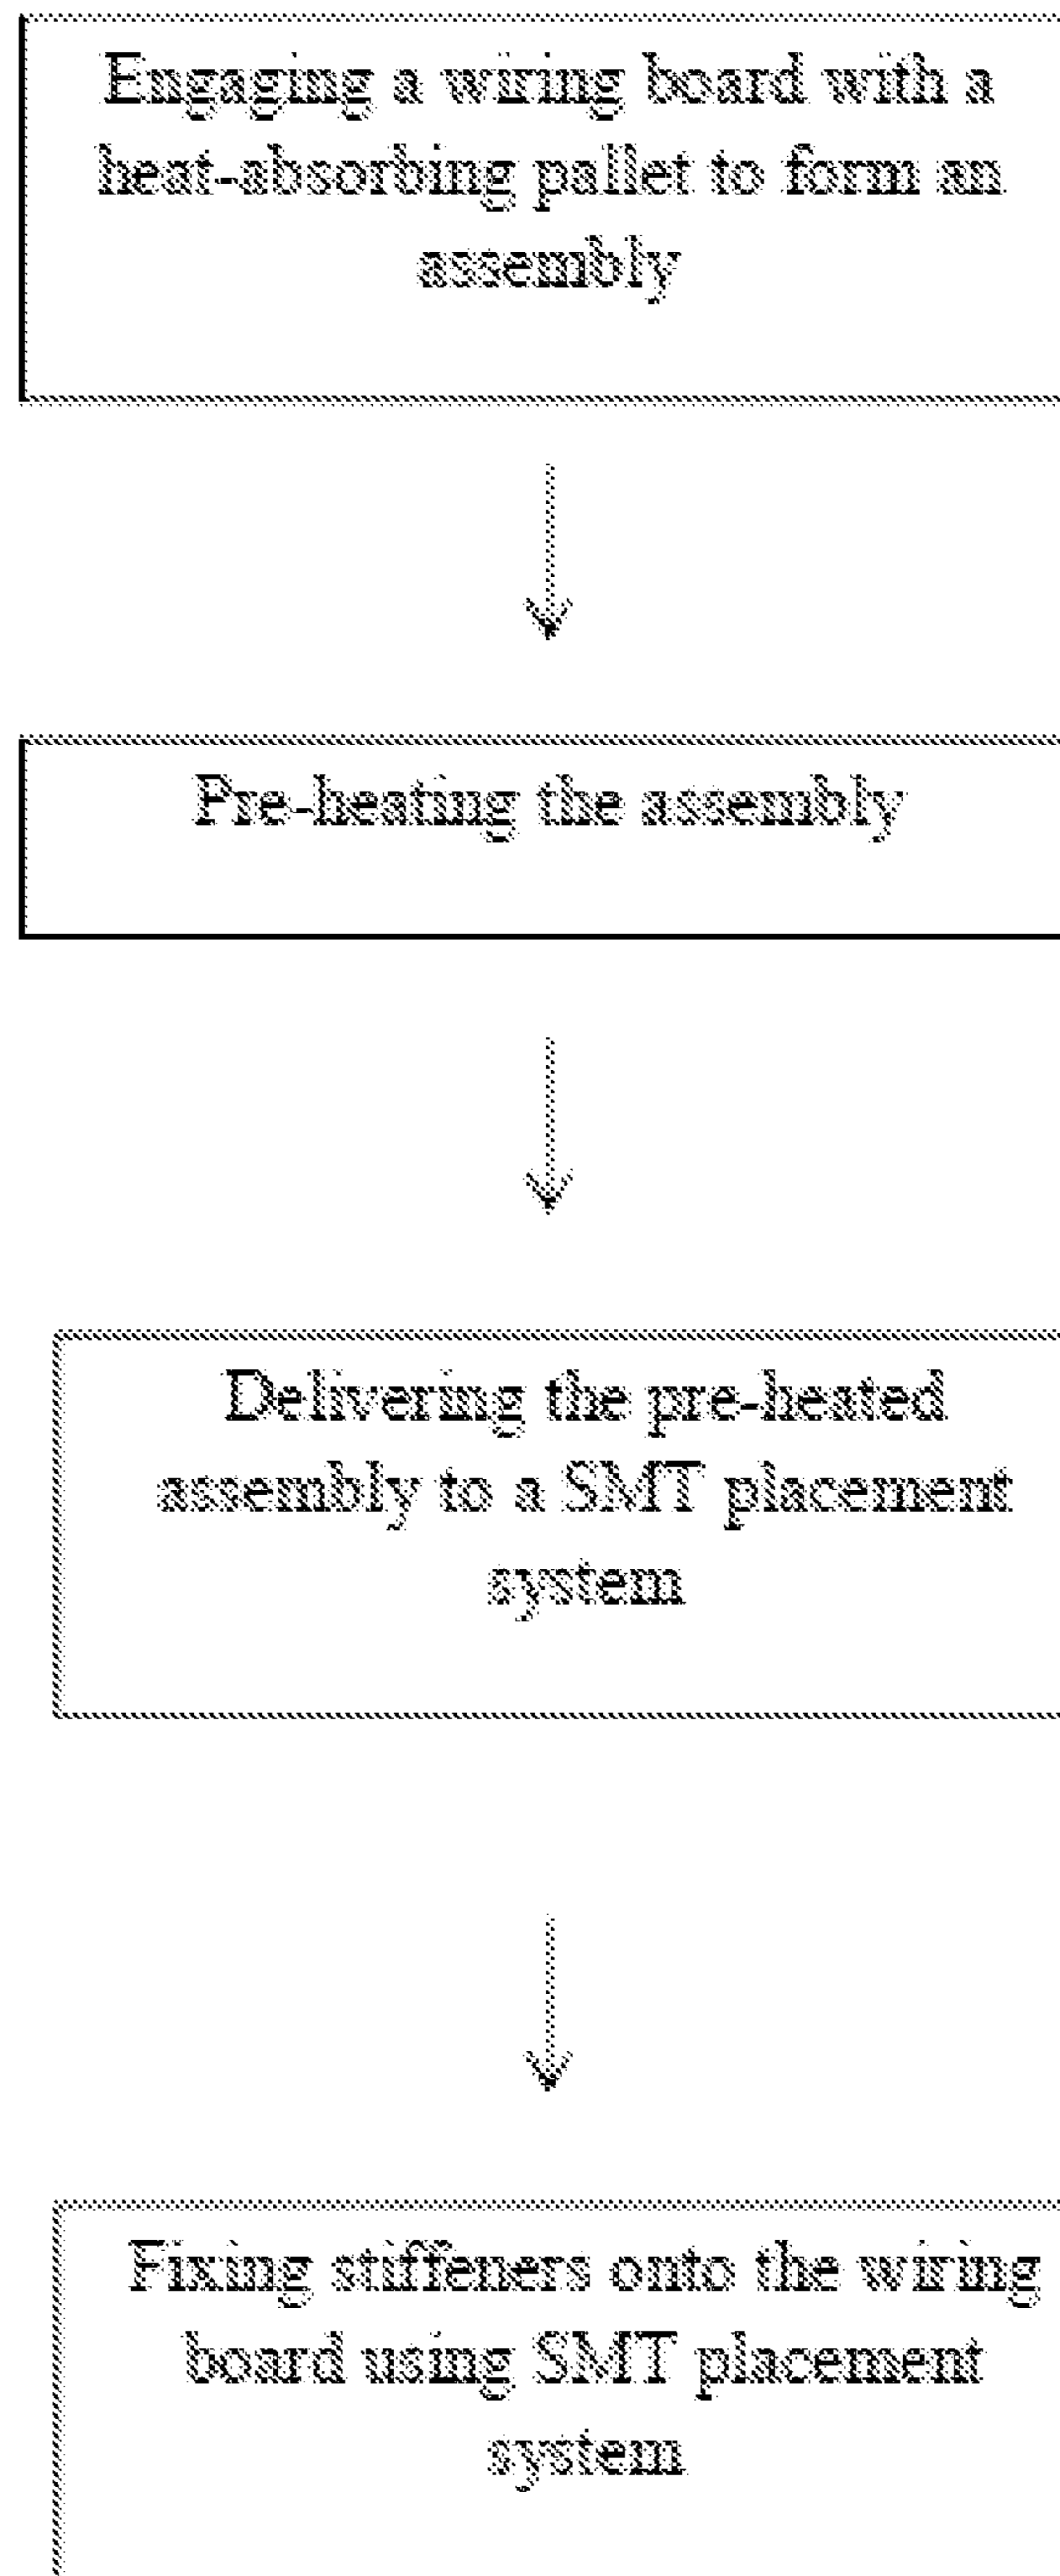 Engaging a wiring board with a
heat-absorbing pallet to form an
assembly
Pre-heating the assembly
Delivering the pre-heated
assembly to a SMT placement
system
Fixing stiffeners onto the wiring
board using SMT placement
system